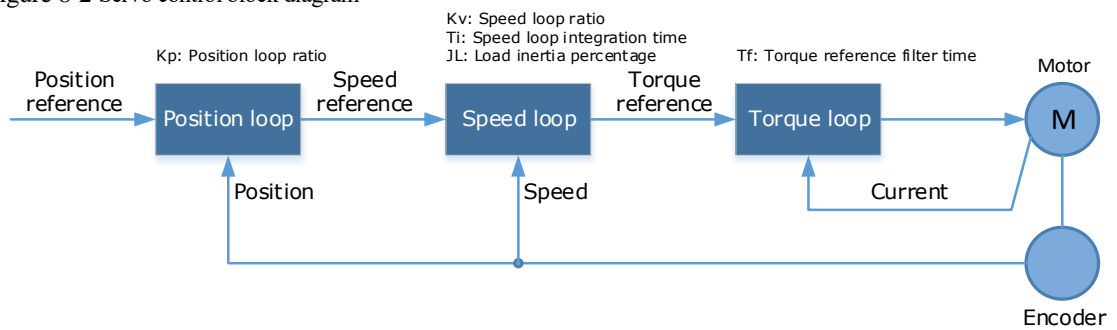 Figure 8-2 Servo control block diagram
Kv: Speed loop ratio
Ti: Speed loop integration time
JL: Load inertia percentage
Kp: Position loop ratio
Tf: Torque reference filter time
Motor
Position
reference
Speed
reference
Torque
reference
Position loop
Speed loop
Torque loop
M
Position
Speed
Current
Encoder